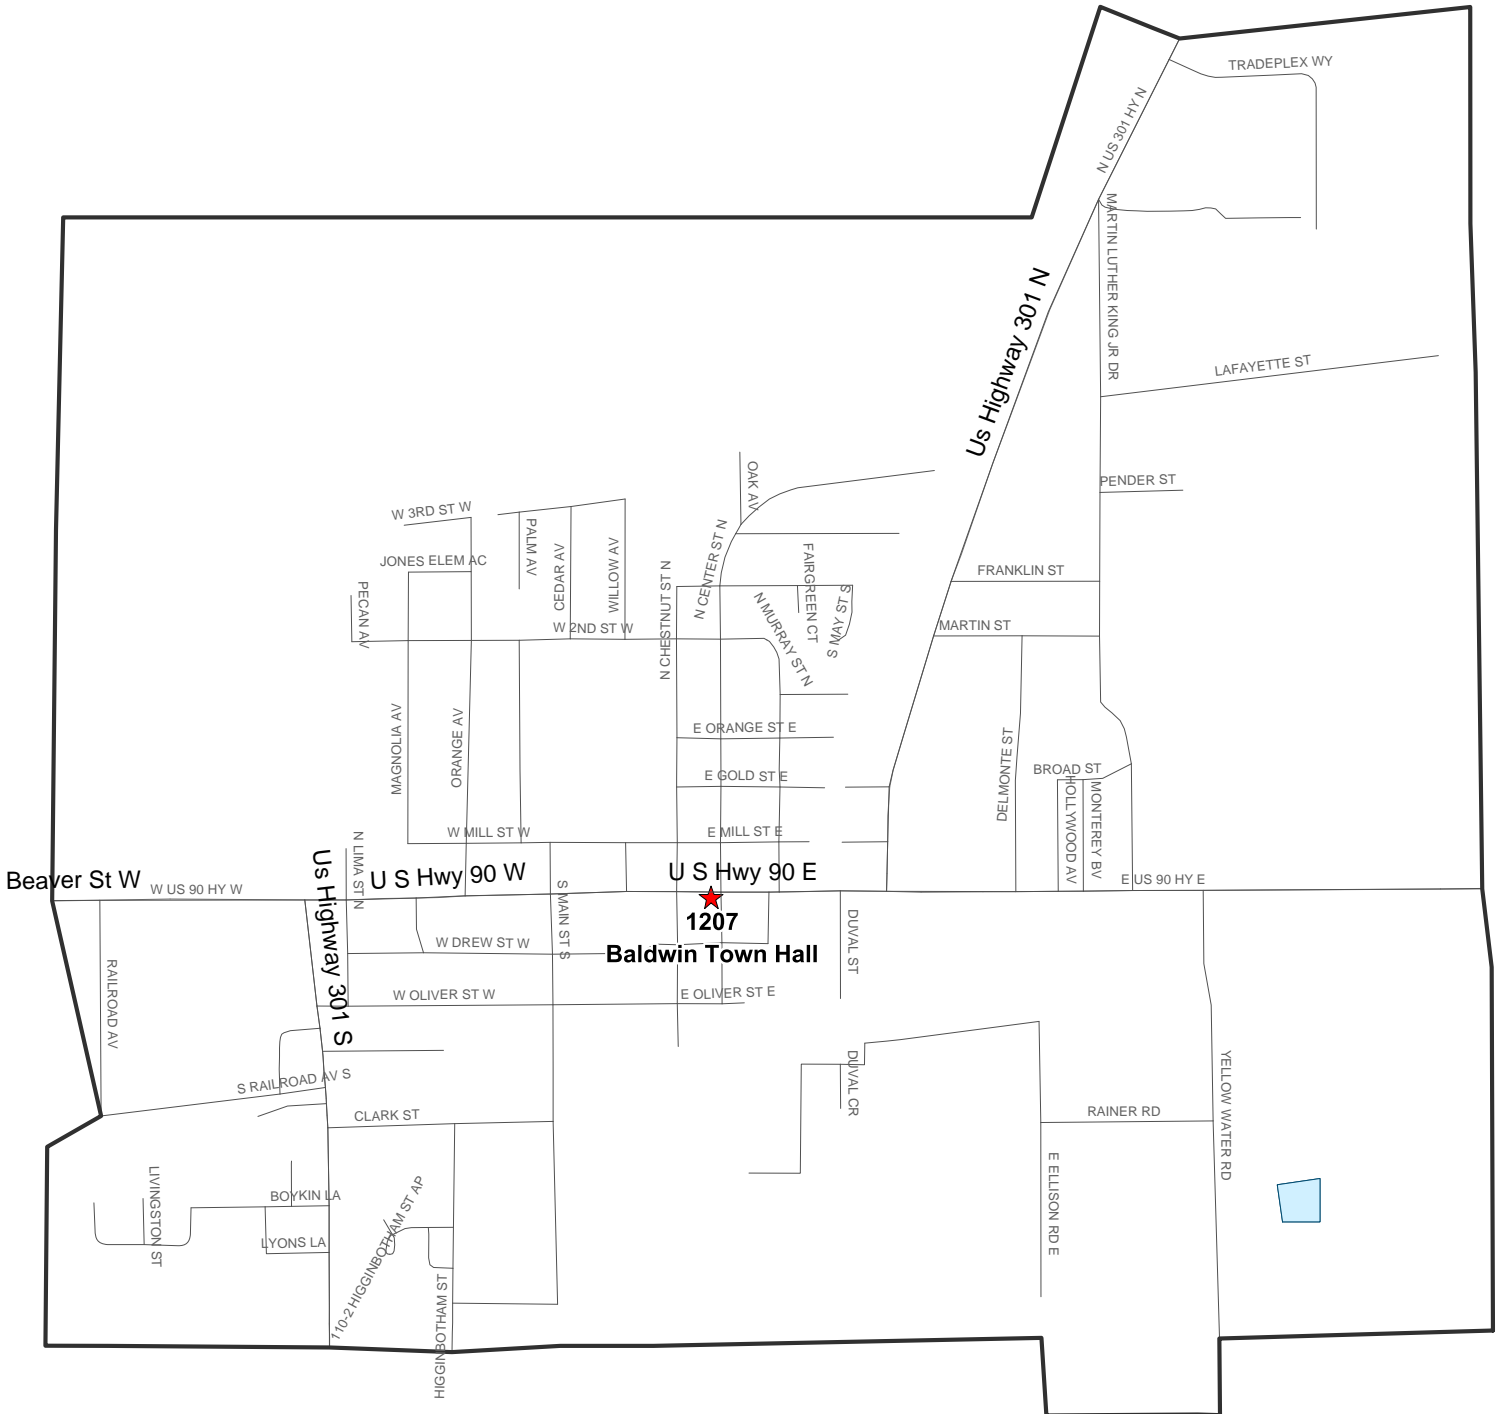 TRADEPLEX WY
N US 301 HY N
MARTIN LUTHER KING JR DR
Us Highway 301 N
LAFAYETTE ST
PENDER ST
OAK AV
W 3RD ST W
PALM AV
CEDAR AV
WILLOW AV
N CENTER ST N
JONES ELEM AC
FAIRGREEN CT
FRANKLIN ST
PECAN AV
N CHESTNUT ST N
N MURRAY ST N
S MAY ST S
W 2ND ST W
MARTIN ST
MAGNOLIA AV
ORANGE AV
E ORANGE ST E
DELMONTE ST
E GOLD ST E
BROAD ST
HOLLYWOOD AV
MONTEREY BV
W MILL ST W
E MILL ST E
N LIMA ST N
Beaver St W
W US 90 HY W
U S Hwy 90 W
U S Hwy 90 E
E US 90 HY E
Us Highway 301 S
S MAIN ST S
1207
Baldwin Town Hall
DUVAL ST
W DREW ST W
RAILROAD AV
W OLIVER ST W
E OLIVER ST E
S RAILROAD AV S
DUVAL CR
YELLOW WATER RD
CLARK ST
RAINER RD
LIVINGSTON ST
BOYKIN LA
110-2 HIGGINBOTHAM ST AP
E ELLISON RD E
LYONS LA
HIGGINBOTHAM ST